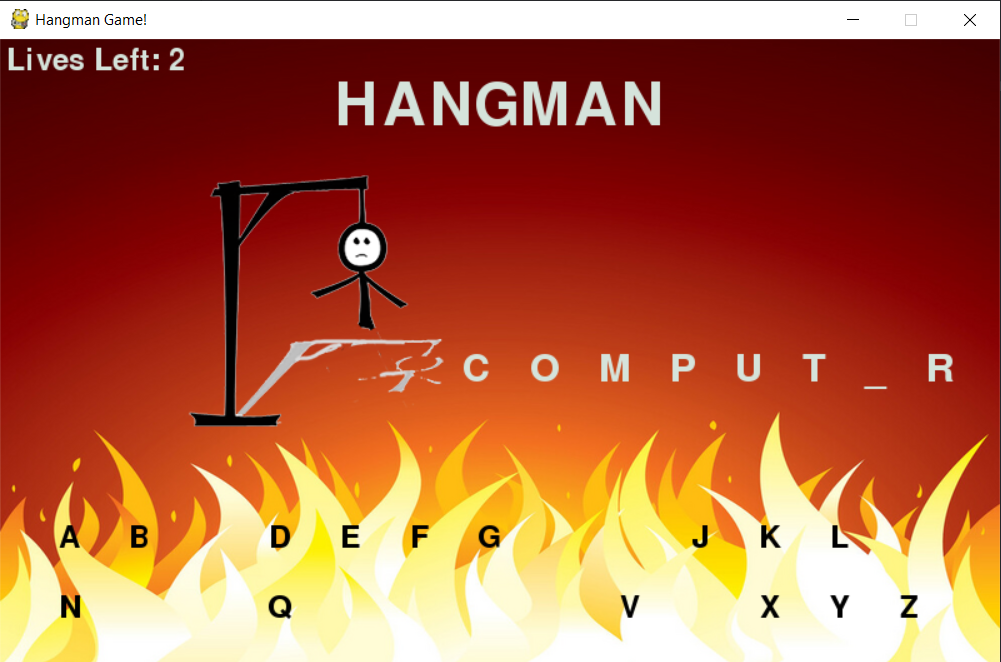 Hangman Game!
Lives Left: 2
HANGMAN
C O M P U T _ R
A B D E F G J K L
N Q V X Y Z